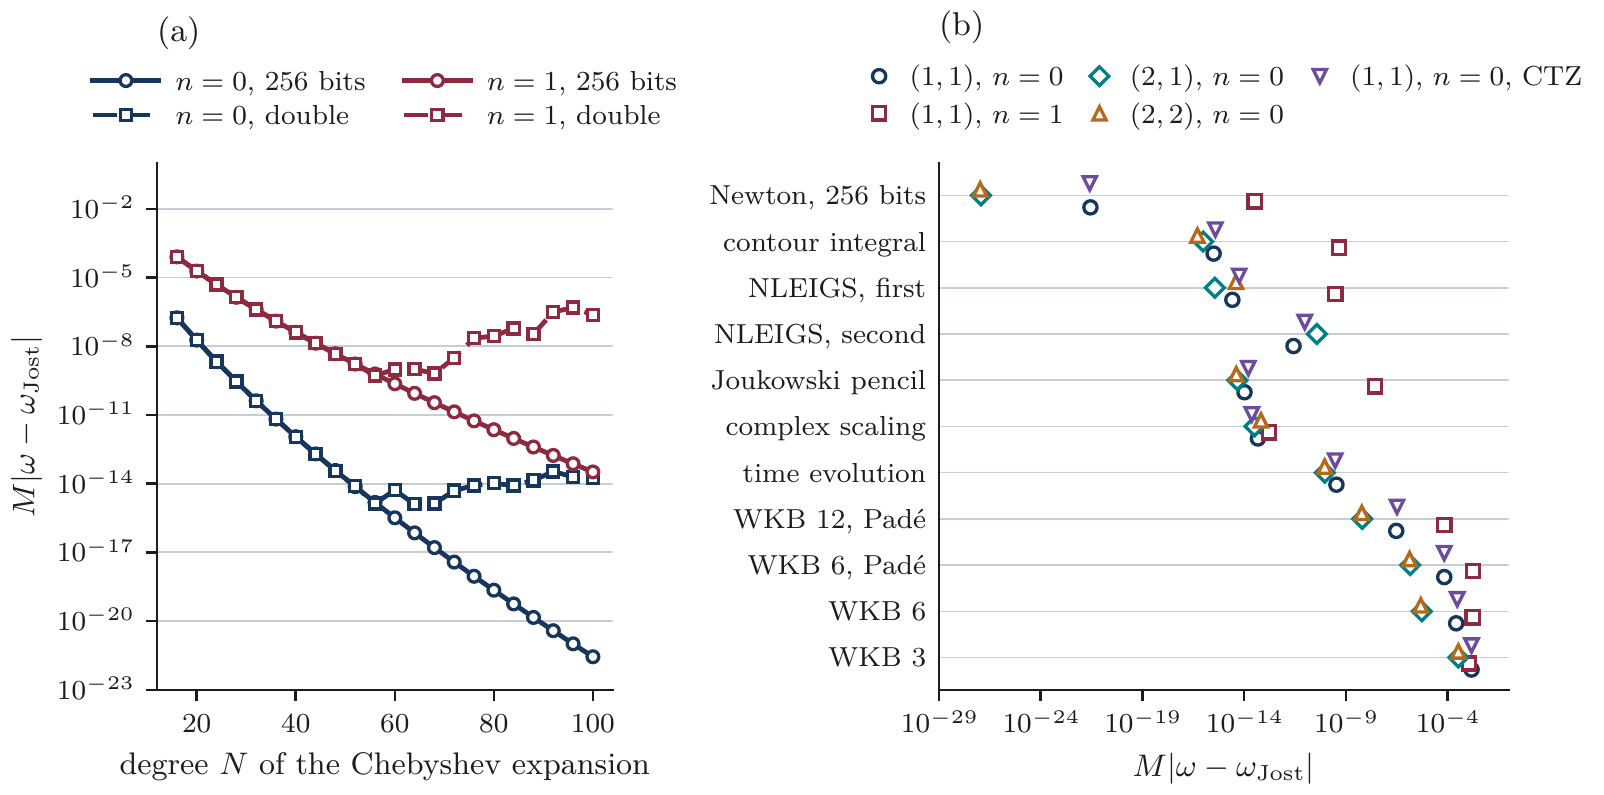 (a)
n = 0, 256 bits
n = 1, 256 bits
n = 0, double
n = 1, double
M|ω − ω_Jost|
10^−2
10^−5
10^−8
10^−11
10^−14
10^−17
10^−20
10^−23
20 40 60 80 100
degree N of the Chebyshev expansion
(b)
(1, 1), n = 0
(2, 1), n = 0
(1, 1), n = 0, CTZ
(1, 1), n = 1
(2, 2), n = 0
Newton, 256 bits
contour integral
NLEIGS, first
NLEIGS, second
Joukowski pencil
complex scaling
time evolution
WKB 12, Padé
WKB 6, Padé
WKB 6
WKB 3
10^−29 10^−24 10^−19 10^−14 10^−9 10^−4
M|ω − ω_Jost|